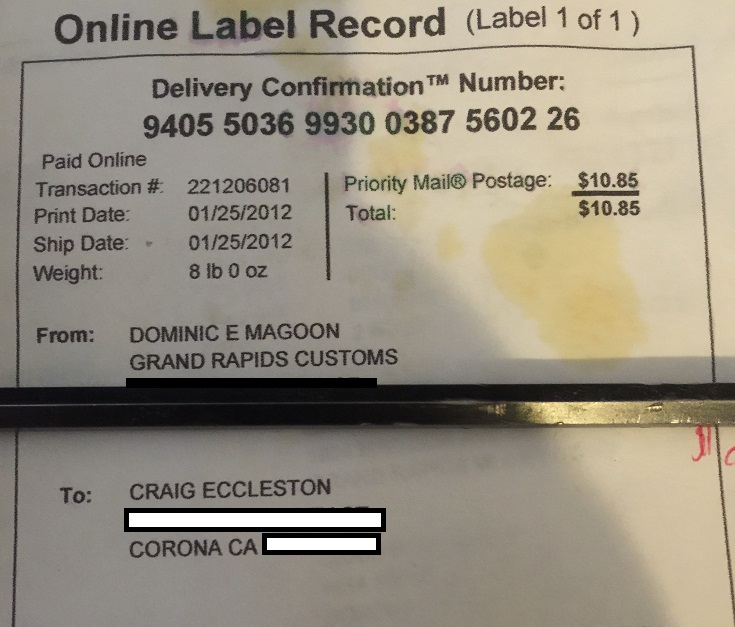 Online Label Record (Label 1 of 1)
Delivery Confirmation™ Number:
9405 5036 9930 0387 5602 26
Paid Online
Transaction #: 221206081
Print Date: 01/25/2012
Ship Date: 01/25/2012
Weight: 8 lb 0 oz
Priority Mail® Postage: $10.85
Total: $10.85
From: DOMINIC E MAGOON
GRAND RAPIDS CUSTOMS
To: CRAIG ECCLESTON
CORONA CA